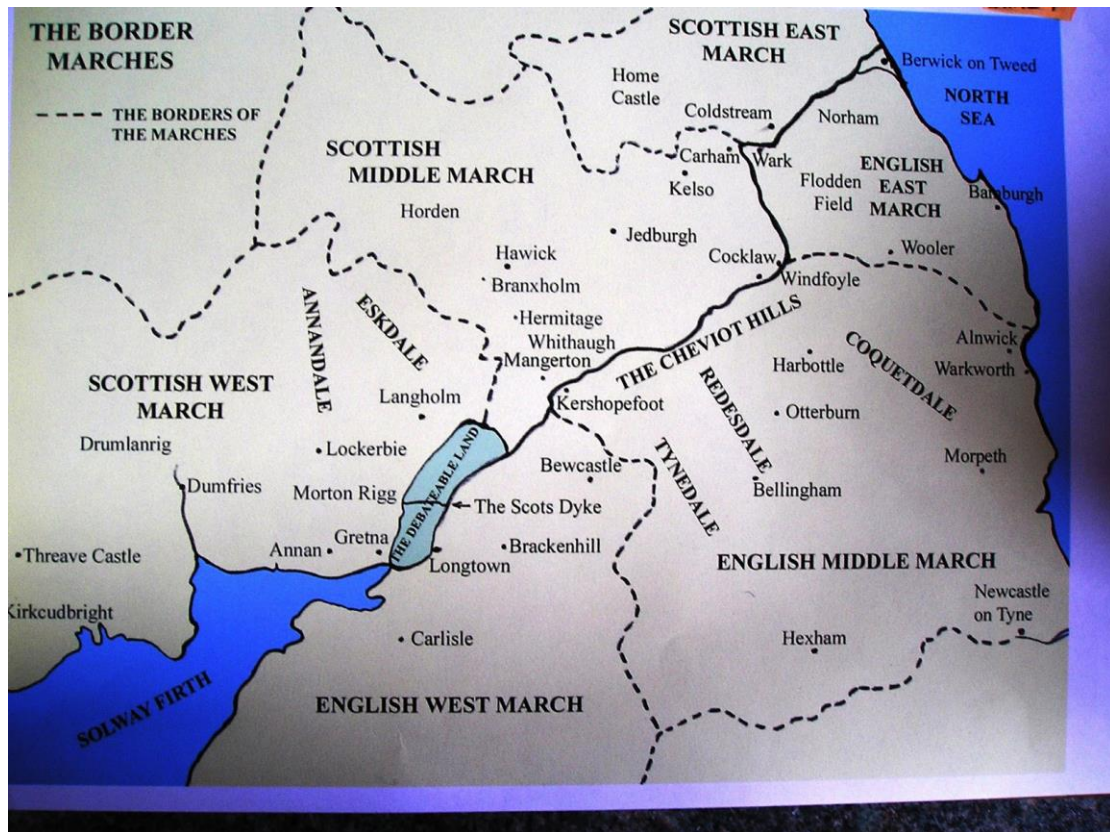 THE BORDER
MARCHES
THE BORDERS OF
THE MARCHES
SCOTTISH EAST
MARCH
Berwick on Tweed
Home
Castle
NORTH
SEA
Coldstream
Norham
SCOTTISH
MIDDLE MARCH
Carham
Wark
ENGLISH
EAST
MARCH
Kelso
Flodden
Field
Bamburgh
Horden
Jedburgh
Hawick
Cocklaw
Wooler
Branxholm
Windfoyle
ANNANDALE
ESKDALE
Hermitage
Whithaugh
Mangerton
THE CHEVIOT HILLS
Alnwick
Harbottle
COQUETDALE
Warkworth
SCOTTISH WEST
MARCH
Langholm
Kershopefoot
REDESDALE
Otterburn
Drumlanrig
Lockerbie
THE DEBATEABLE LAND
Bewcastle
TYNEDALE
Morpeth
Dumfries
Morton Rigg
The Scots Dyke
Bellingham
Threave Castle
Annan
Gretna
Longtown
Brackenhill
ENGLISH MIDDLE MARCH
Kirkcudbright
Newcastle
on Tyne
Carlisle
Hexham
SOLWAY FIRTH
ENGLISH WEST MARCH